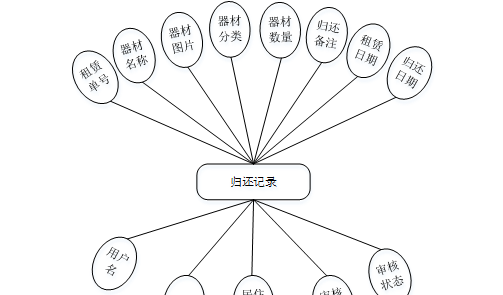 租赁
单号
器材
名称
器材
图片
器材
分类
器材
数量
归还
备注
租赁
日期
归还
日期
归还记录
用户
名
居住
审核
审核
状态